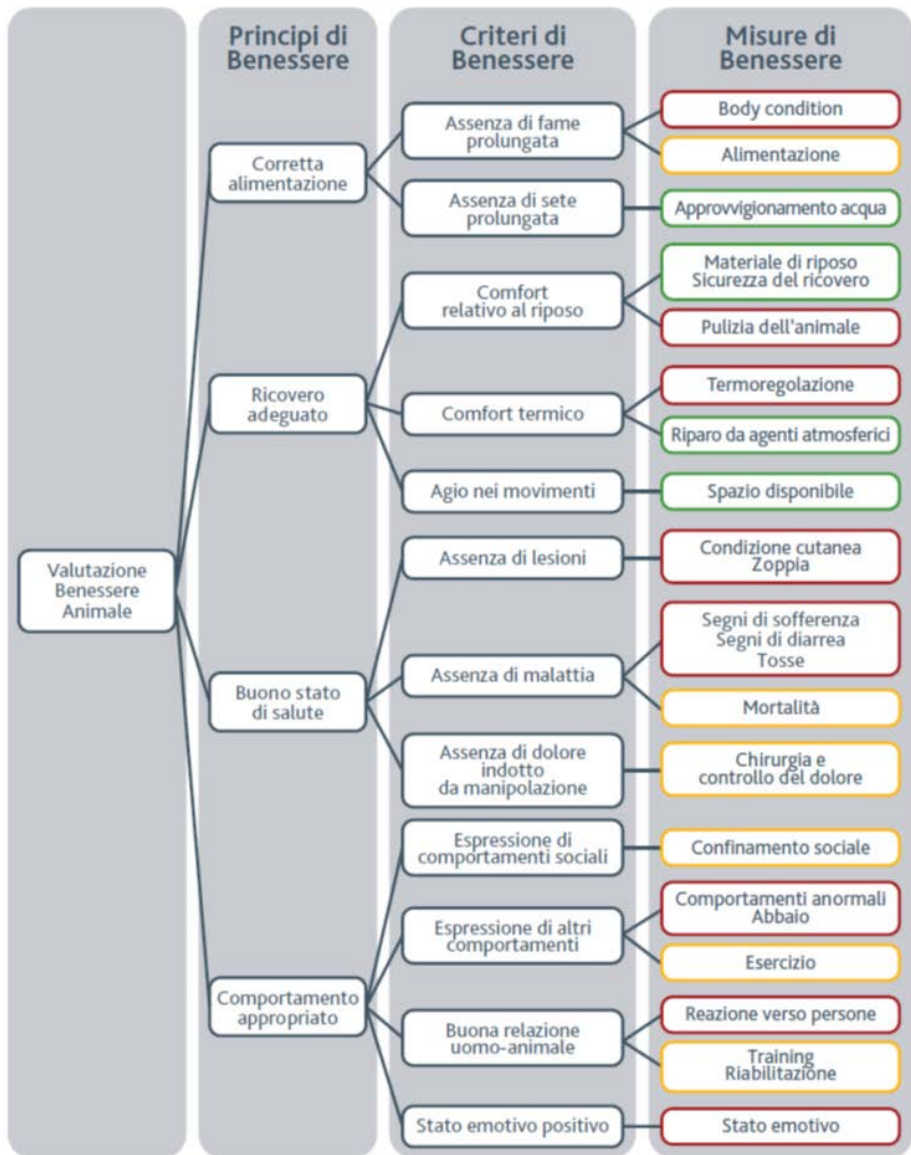 Principi di
Benessere
Criteri di
Benessere
Misure di
Benessere
Valutazione
Benessere
Animale
Corretta
alimentazione
Assenza di fame
prolungata
Body condition
Alimentazione
Assenza di sete
prolungata
Approvvigionamento acqua
Ricovero
adeguato
Comfort
relativo al riposo
Materiale di riposo
Sicurezza del ricovero
Pulizia dell'animale
Comfort termico
Termoregolazione
Riparo da agenti atmosferici
Agio nei movimenti
Spazio disponibile
Buono stato
di salute
Assenza di lesioni
Condizione cutanea
Zoppia
Assenza di malattia
Segni di sofferenza
Segni di diarrea
Tosse
Mortalità
Assenza di dolore
indotto
da manipolazione
Chirurgia e
controllo del dolore
Comportamento
appropriato
Espressione di
comportamenti sociali
Confinamento sociale
Espressione di altri
comportamenti
Comportamenti anormali
Abbaio
Esercizio
Buona relazione
uomo-animale
Reazione verso persone
Training
Riabilitazione
Stato emotivo positivo
Stato emotivo